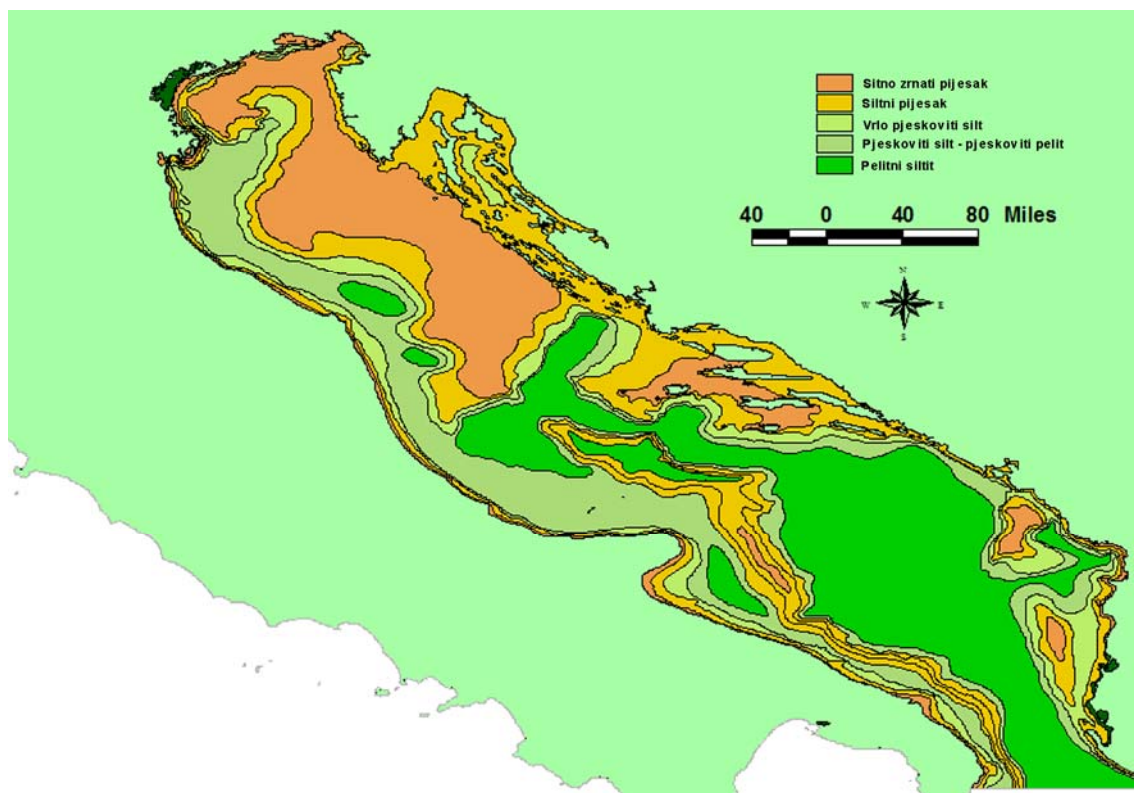 Sitno zrnati pijesak
Siltni pijesak
Vrlo pjeskoviti silt
Pjeskoviti silt - pjeskoviti pelit
Pelitni siltit
40 0 40 80 Miles
N
W E
S